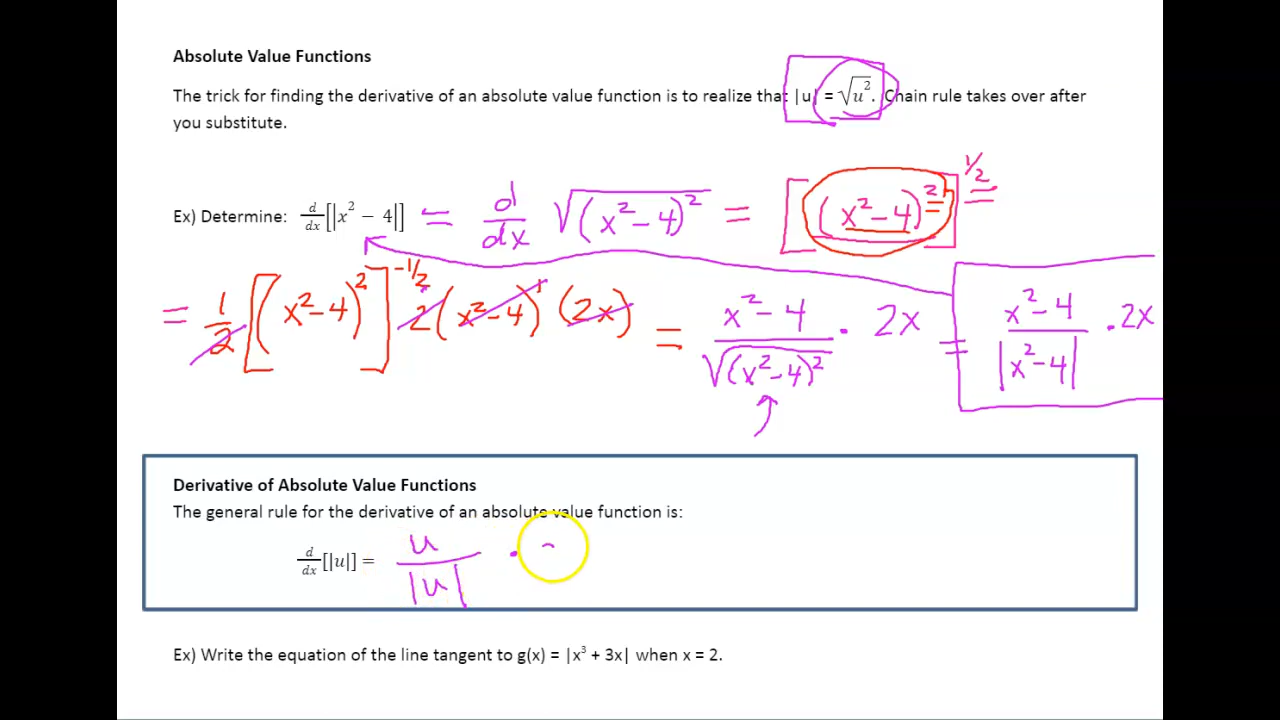 Absolute Value Functions
The trick for finding the derivative of an absolute value function is to realize that |u| = √u². Chain rule takes over after
you substitute.
Ex) Determine: d/dx[|x² − 4|] = d/dx √(x²−4)² = [(x²−4)²]^1/2
= 1/2 [(x²−4)²]^-1/2 2(x²−4)¹ (2x) = x²−4/√(x²−4)² · 2x = x²−4/|x²−4| · 2x
Derivative of Absolute Value Functions
The general rule for the derivative of an absolute value function is:
d/dx[|u|] = u/|u| ·
Ex) Write the equation of the line tangent to g(x) = |x³ + 3x| when x = 2.